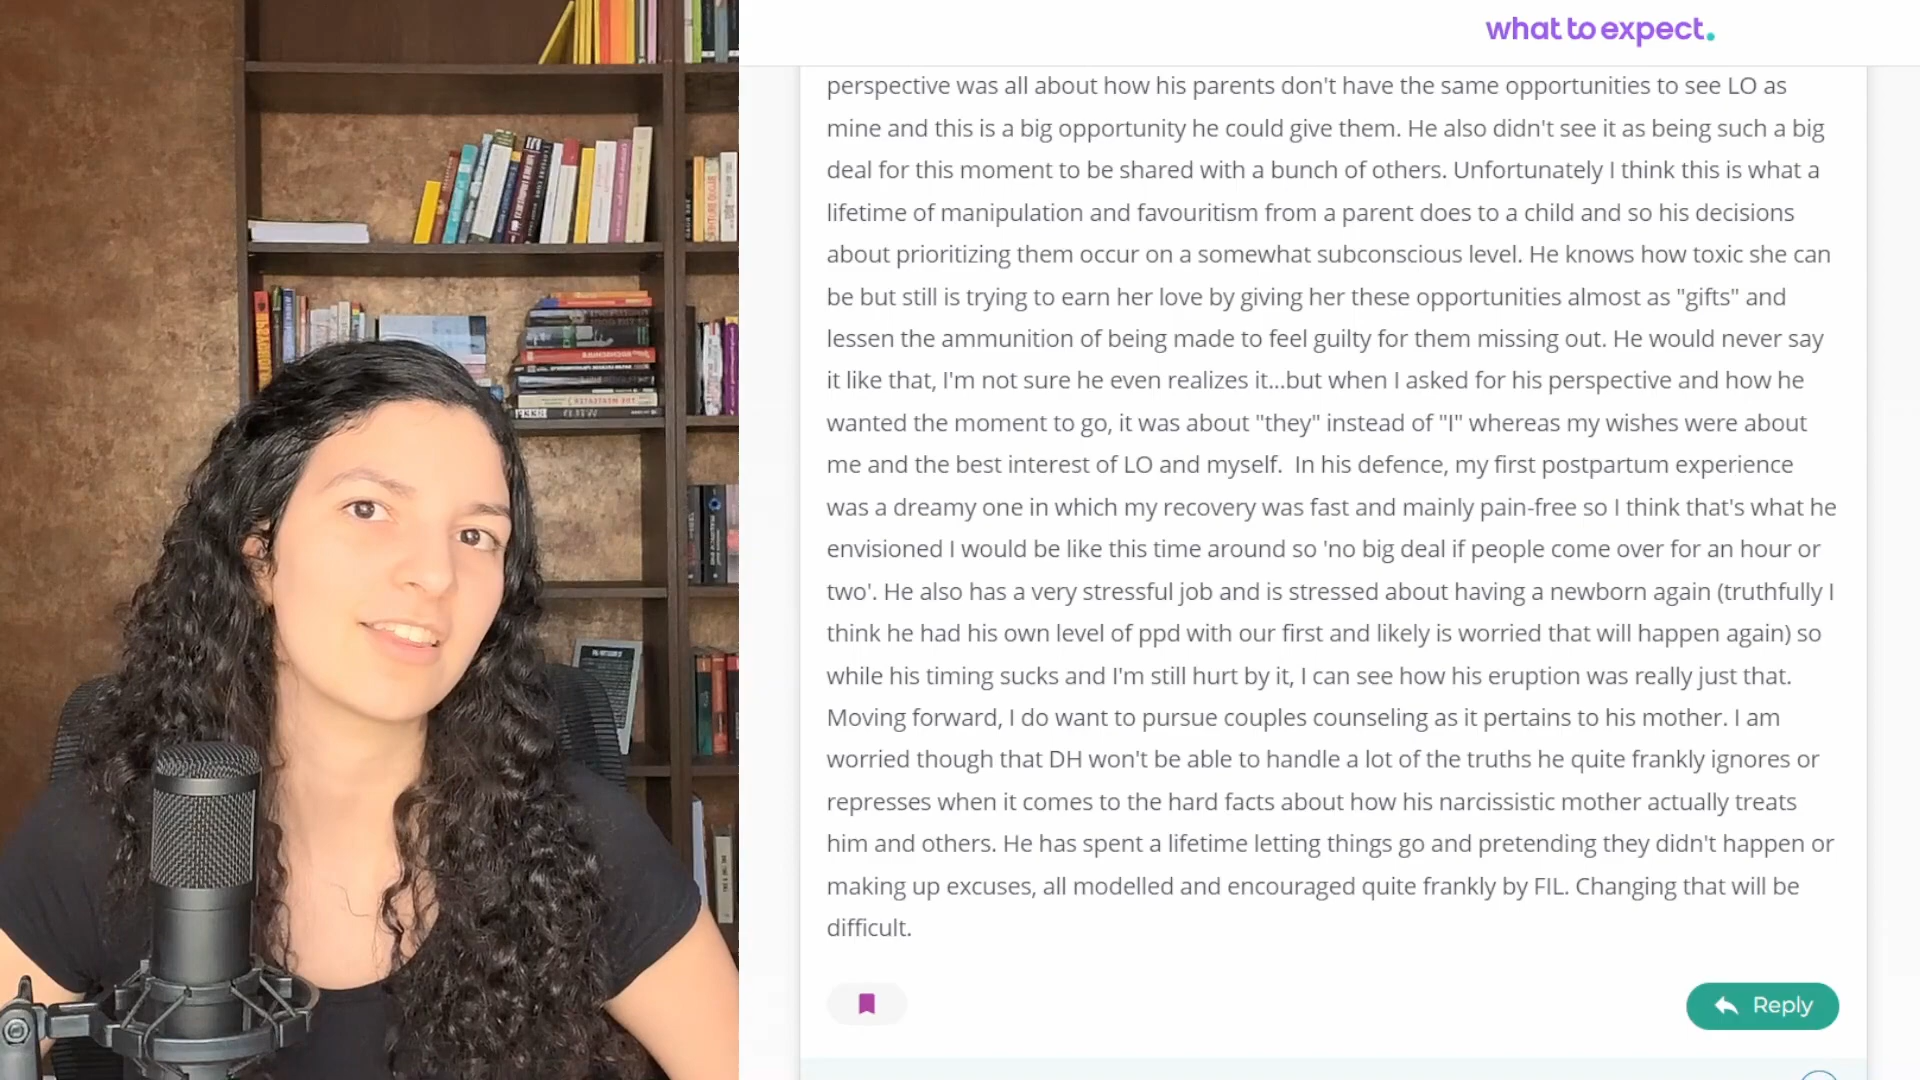 what to expect.
perspective was all about how his parents don't have the same opportunities to see LO as
mine and this is a big opportunity he could give them. He also didn't see it as being such a big
deal for this moment to be shared with a bunch of others. Unfortunately I think this is what a
lifetime of manipulation and favouritism from a parent does to a child and so his decisions
about prioritizing them occur on a somewhat subconscious level. He knows how toxic she can
be but still is trying to earn her love by giving her these opportunities almost as "gifts" and
lessen the ammunition of being made to feel guilty for them missing out. He would never say
it like that, I'm not sure he even realizes it...but when I asked for his perspective and how he
wanted the moment to go, it was about "they" instead of "I" whereas my wishes were about
me and the best interest of LO and myself.  In his defence, my first postpartum experience
was a dreamy one in which my recovery was fast and mainly pain-free so I think that's what he
envisioned I would be like this time around so 'no big deal if people come over for an hour or
two'. He also has a very stressful job and is stressed about having a newborn again (truthfully I
think he had his own level of ppd with our first and likely is worried that will happen again) so
while his timing sucks and I'm still hurt by it, I can see how his eruption was really just that.
Moving forward, I do want to pursue couples counseling as it pertains to his mother. I am
worried though that DH won't be able to handle a lot of the truths he quite frankly ignores or
represses when it comes to the hard facts about how his narcissistic mother actually treats
him and others. He has spent a lifetime letting things go and pretending they didn't happen or
making up excuses, all modelled and encouraged quite frankly by FIL. Changing that will be
difficult.
Reply